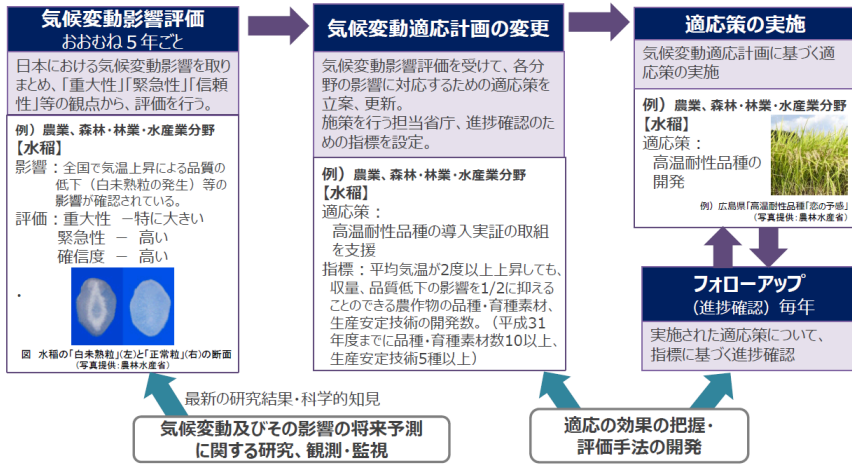 気候変動影響評価
おおむね５年ごと
日本における気候変動影響を取り
まとめ、「重大性」「緊急性」「信頼
性」等の観点から、評価を行う。
例）農業、森林・林業・水産業分野
【水稲】
影響：全国で気温上昇による品質の
低下（白未熟粒の発生）等の
影響が確認されている。
評価：重大性 －特に大きい
緊急性 － 高い
確信度 － 高い
・
図 水稲の「白未熟粒」(左)と「正常粒」(右)の断面
（写真提供：農林水産省）
気候変動適応計画の変更
気候変動影響評価を受けて、各分
野の影響に対応するための適応策を
立案、更新。
施策を行う担当省庁、進捗確認のた
めの指標を設定。
例）農業、森林・林業・水産業分野
【水稲】
適応策：
高温耐性品種の導入実証の取組
を支援
指標：平均気温が2度以上上昇しても、
収量、品質低下の影響を1/2に抑える
ことのできる農作物の品種・育種素材、
生産安定技術の開発数。（平成31
年度までに品種・育種素材数10以上、
生産安定技術5種以上）
適応策の実施
気候変動適応計画に基づく適
応策の実施
例）農業、森林・林業・水産業分野
【水稲】
適応策：
高温耐性品種の
開発
例）広島県「高温耐性品種「恋の予感」
（写真提供：農林水産省）
フォローアップ
（進捗確認）毎年
実施された適応策について、
指標に基づく進捗確認
最新の研究結果・科学的知見
気候変動及びその影響の将来予測
に関する研究、観測・監視
適応の効果の把握・
評価手法の開発